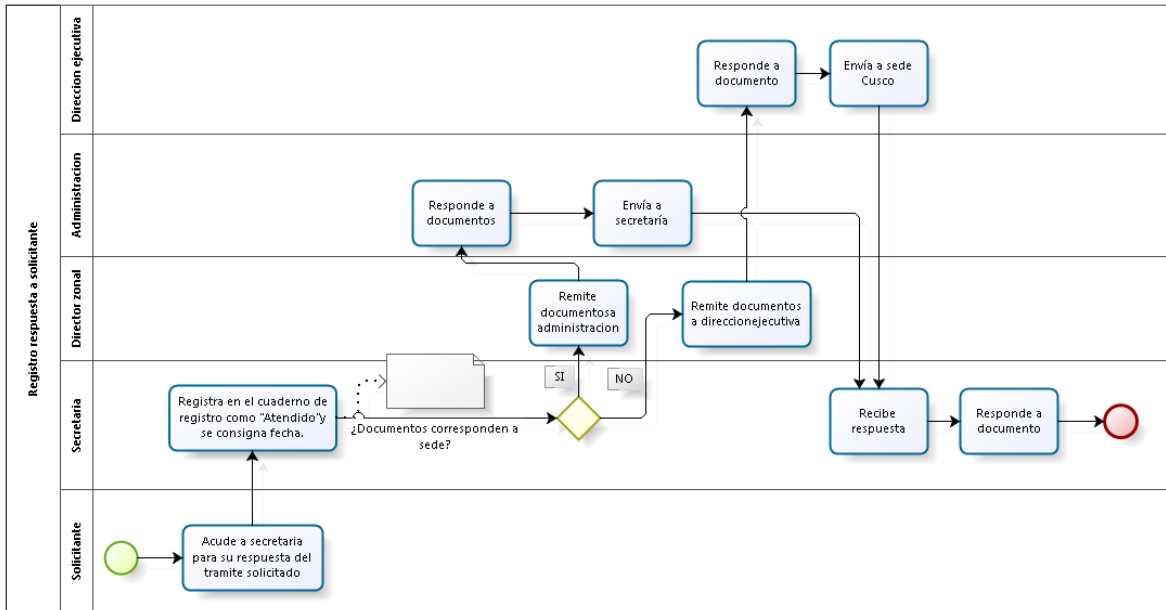 Registro respuesta a solicitante
Direccion ejecutiva
Responde a
documento
Envía a sede
Cusco
Administracion
Responde a
documentos
Envía a
secretaría
Director zonal
Remite
documentosa
administracion
Remite documentos
a direccionejecutiva
Secretaria
Registra en el cuaderno de
registro como "Atendido"y
se consigna fecha.
¿Documentos corresponden a
sede?
SI
NO
Recibe
respuesta
Responde a
documento
Solicitante
Acude a secretaria
para su respuesta del
tramite solicitado